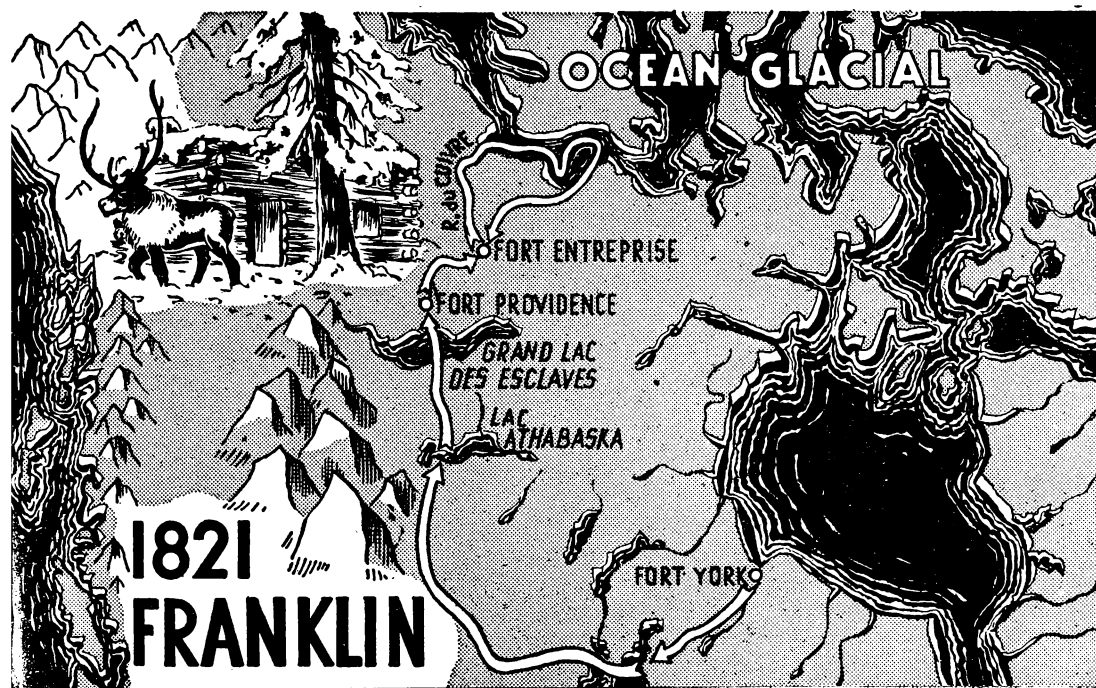 OCEAN GLACIAL
R. du CUIVRE
FORT ENTREPRISE
FORT PROVIDENCE
GRAND LAC
DES ESCLAVES
LAC
ATHABASKA
FORT YORK
1821
FRANKLIN